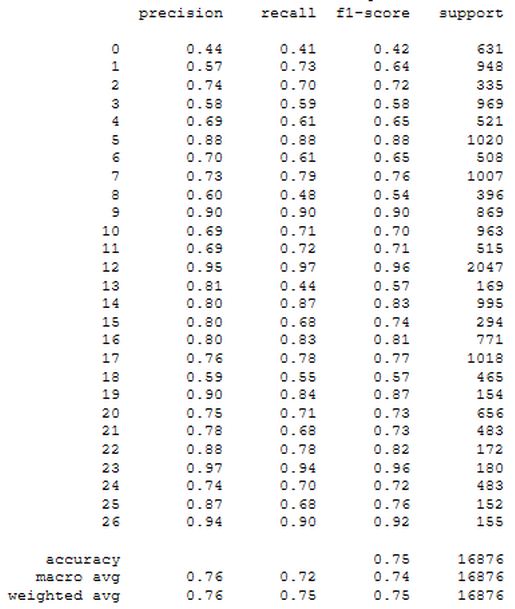 precision recall f1-score support
0 0.44 0.41 0.42 631
1 0.57 0.73 0.64 948
2 0.74 0.70 0.72 335
3 0.58 0.59 0.58 969
4 0.69 0.61 0.65 521
5 0.88 0.88 0.88 1020
6 0.70 0.61 0.65 508
7 0.73 0.79 0.76 1007
8 0.60 0.48 0.54 396
9 0.90 0.90 0.90 869
10 0.69 0.71 0.70 963
11 0.69 0.72 0.71 515
12 0.95 0.97 0.96 2047
13 0.81 0.44 0.57 169
14 0.80 0.87 0.83 995
15 0.80 0.68 0.74 294
16 0.80 0.83 0.81 771
17 0.76 0.78 0.77 1018
18 0.59 0.55 0.57 465
19 0.90 0.84 0.87 154
20 0.75 0.71 0.73 656
21 0.78 0.68 0.73 483
22 0.88 0.78 0.82 172
23 0.97 0.94 0.96 180
24 0.74 0.70 0.72 483
25 0.87 0.68 0.76 152
26 0.94 0.90 0.92 155
accuracy 0.75 16876
macro avg 0.76 0.72 0.74 16876
weighted avg 0.76 0.75 0.75 16876